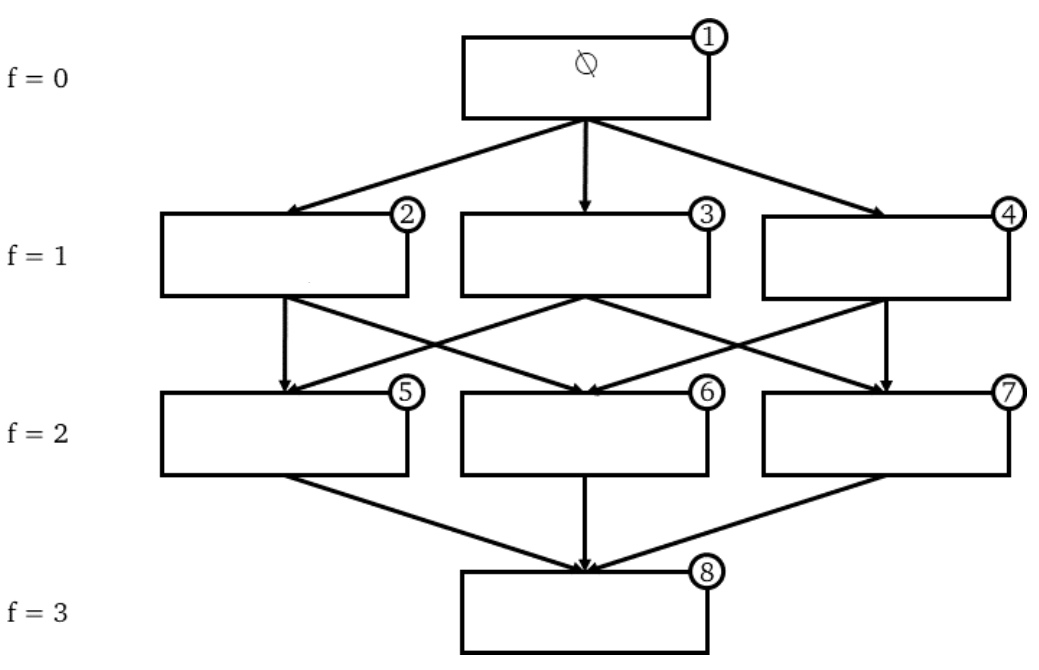 1
f = 0 ∅
2 3 4
f = 1
5 6 7
f = 2
8
f = 3